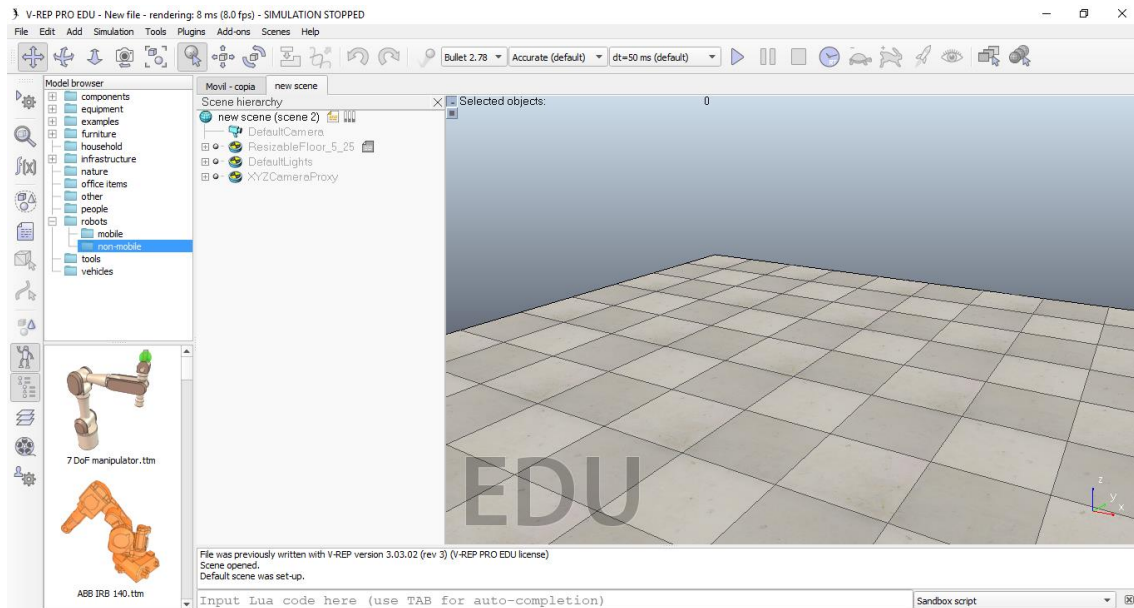 V-REP PRO EDU - New file - rendering: 8 ms (8.0 fps) - SIMULATION STOPPED
File Edit Add Simulation Tools Plugins Add-ons Scenes Help
Bullet 2.78 Accurate (default) dt=50 ms (default)
Model browser
components
equipment
examples
furniture
household
infrastructure
nature
office items
other
people
robots
mobile
non-mobile
tools
vehicles
7 DoF manipulator.ttm
ABB IRB 140.ttm
Movil - copia new scene
Scene hierarchy
new scene (scene 2)
DefaultCamera
ResizableFloor_5_25
DefaultLights
XYZCameraProxy
Selected objects: 0
EDU
z
y
x
File was previously written with V-REP version 3.03.02 (rev 3) (V-REP PRO EDU license)
Scene opened.
Default scene was set-up.
Input Lua code here (use TAB for auto-completion)
Sandbox script
f(x)